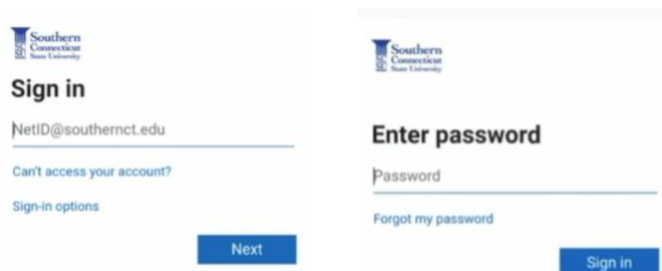 Southern
Connecticut
State University
Sign in
NetID@southernct.edu
Can't access your account?
Sign-in options
Next
Southern
Connecticut
State University
Enter password
Password
Forgot my password
Sign in